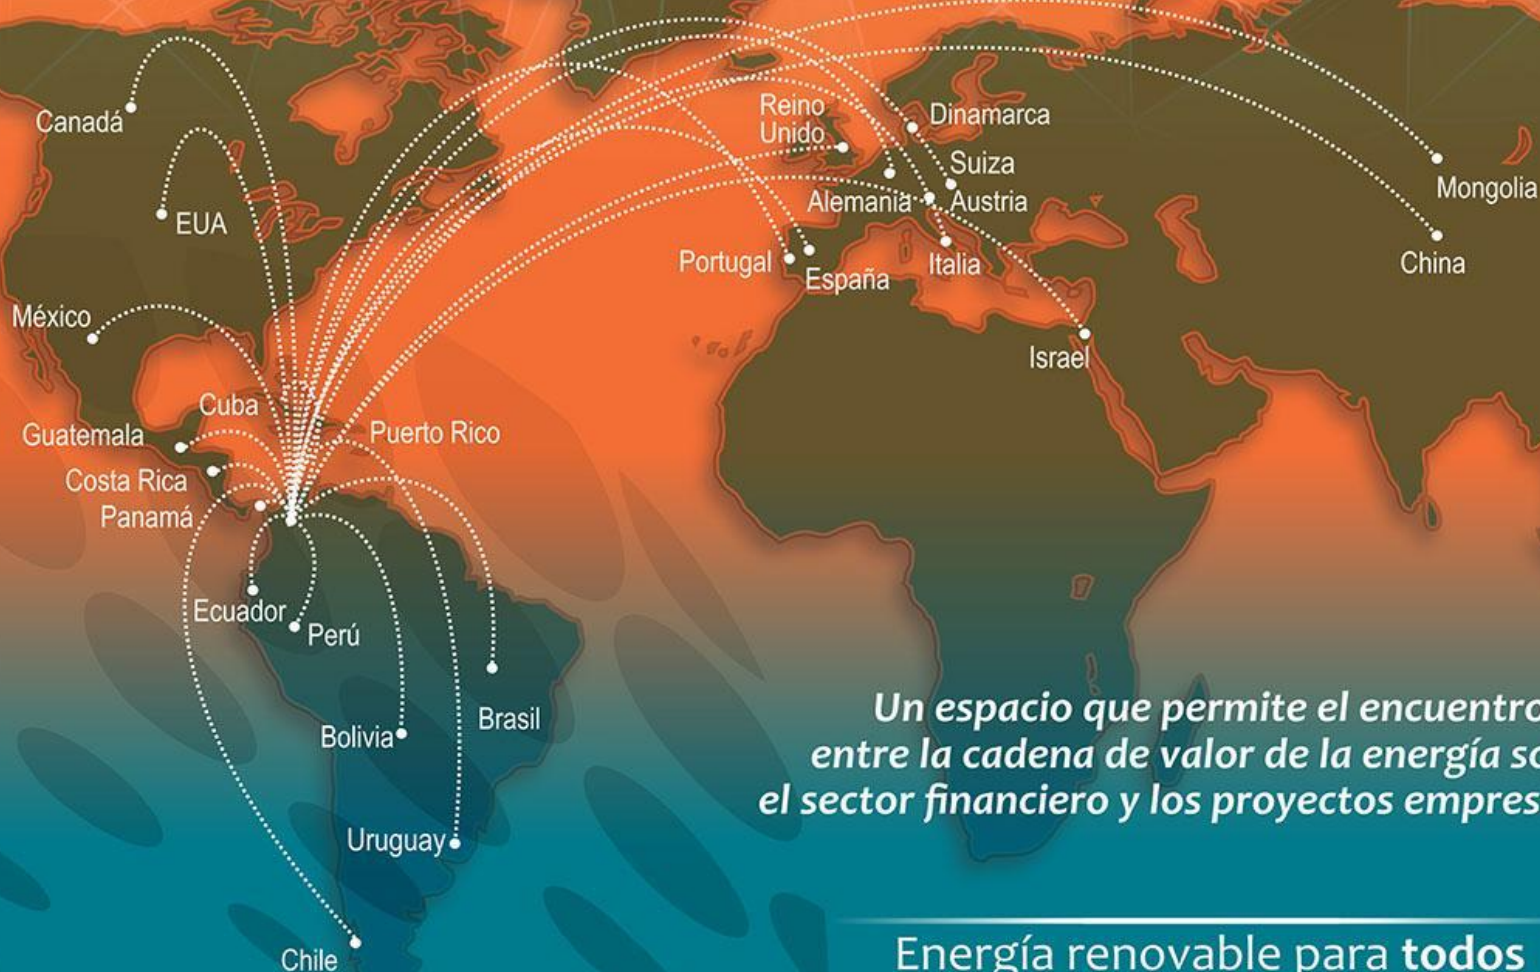 Canadá
EUA
México
Cuba
Guatemala
Puerto Rico
Costa Rica
Panamá
Ecuador
Perú
Brasil
Bolivia
Uruguay
Chile
Reino
Unido
Dinamarca
Suiza
Alemania
Austria
Portugal
España
Italia
Israel
Mongolia
China
Un espacio que permite el encuentro
entre la cadena de valor de la energía so
el sector financiero y los proyectos empres
Energía renovable para todos